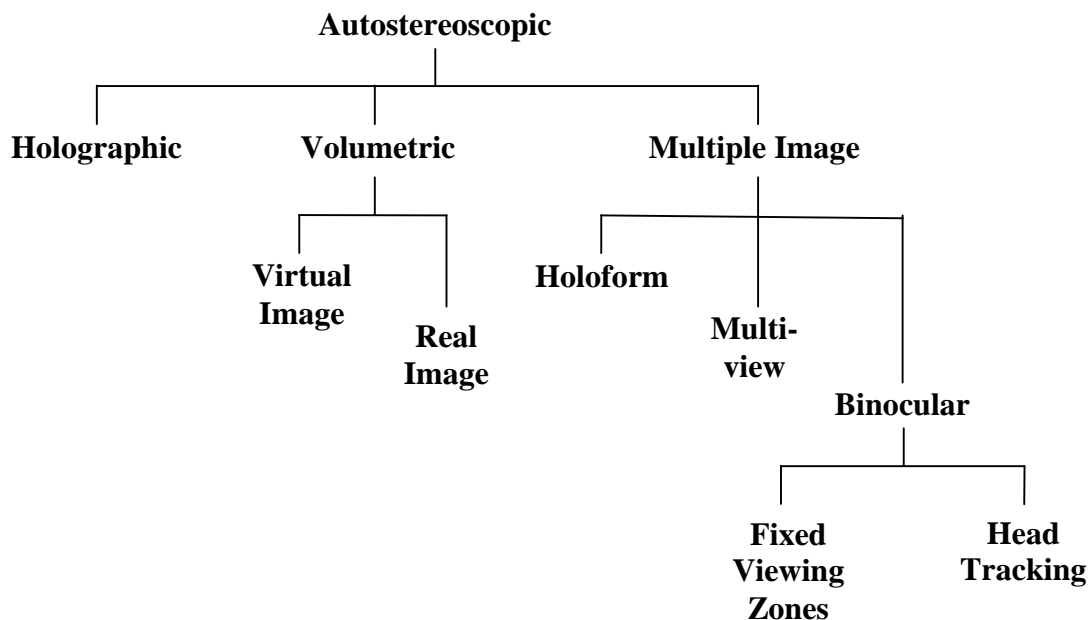 Autostereoscopic
Holographic
Volumetric
Multiple Image
Virtual
Image
Real
Image
Holoform
Multi-
view
Binocular
Fixed
Viewing
Zones
Head
Tracking